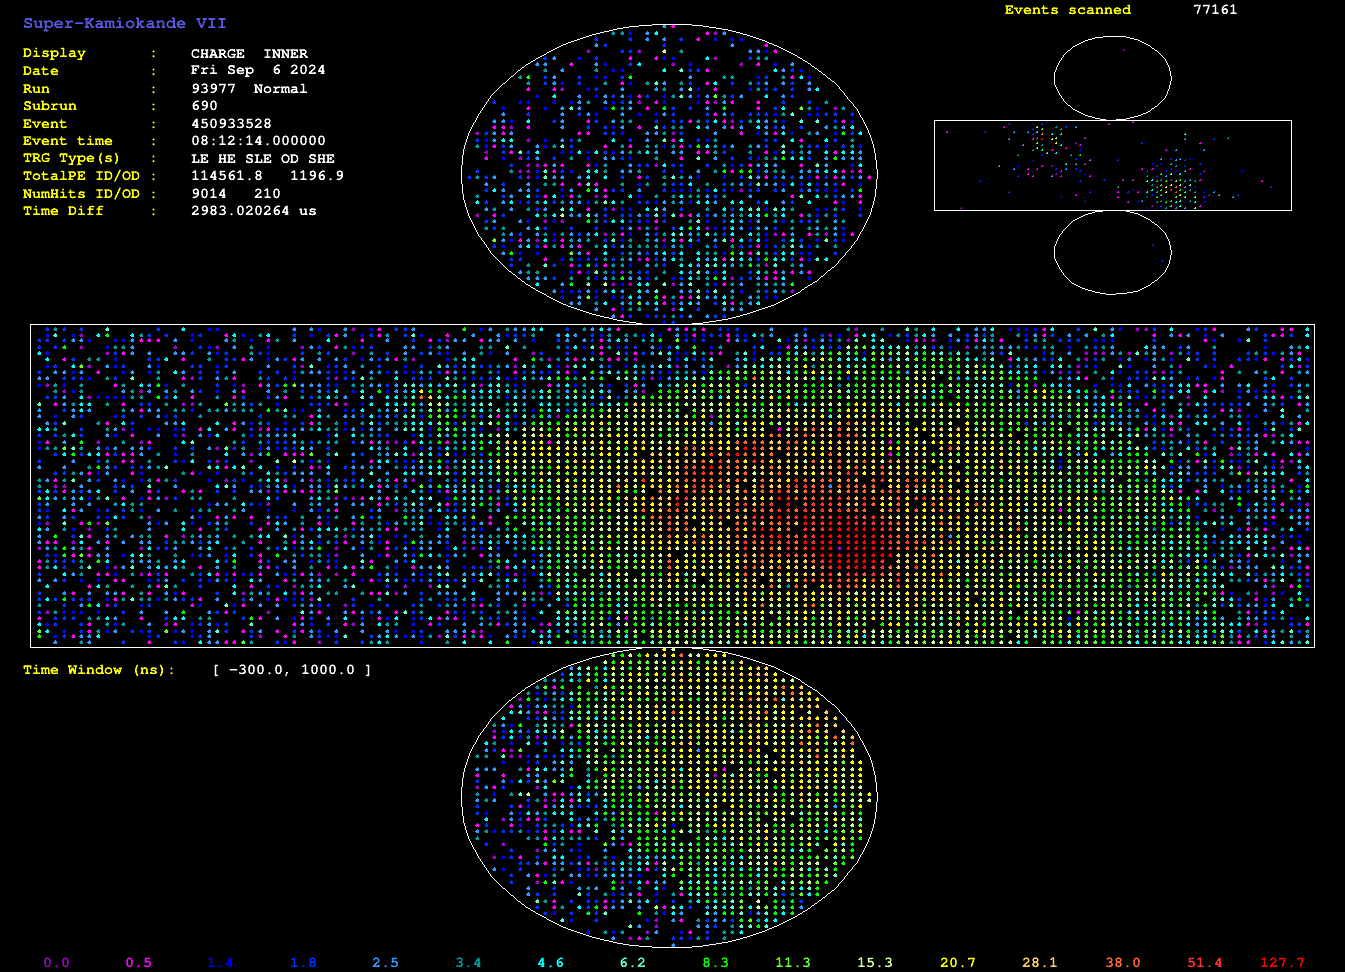 Super-Kamiokande VII
Events scanned 77161
Display : CHARGE INNER
Date : Fri Sep 6 2024
Run : 93977 Normal
Subrun : 690
Event : 450933528
Event time : 08:12:14.000000
TRG Type(s) : LE HE SLE OD SHE
TotalPE ID/OD : 114561.8 1196.9
NumHits ID/OD : 9014 210
Time Diff : 2983.020264 us
Time Window (ns): [ -300.0, 1000.0 ]
0.0 0.5 1.4 1.8 2.5 3.4 4.6 6.2 8.3 11.3 15.3 20.7 28.1 38.0 51.4 127.7